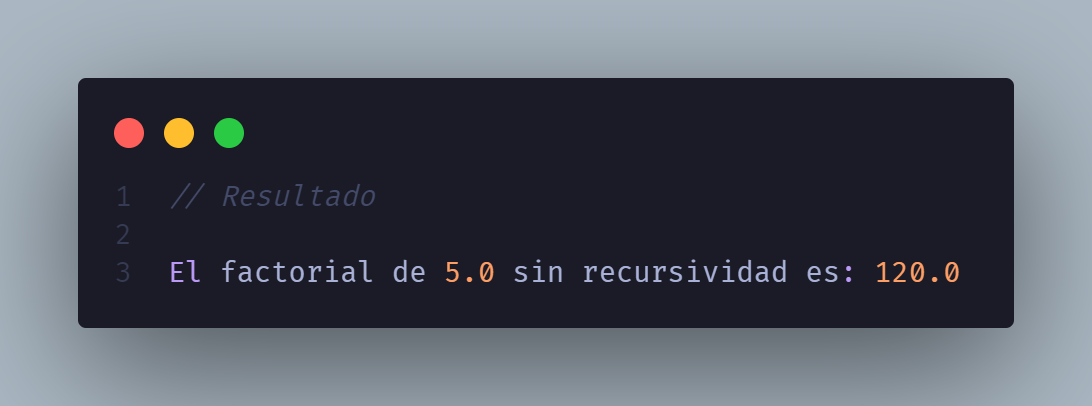 1 // Resultado
2
3 El factorial de 5.0 sin recursividad es: 120.0